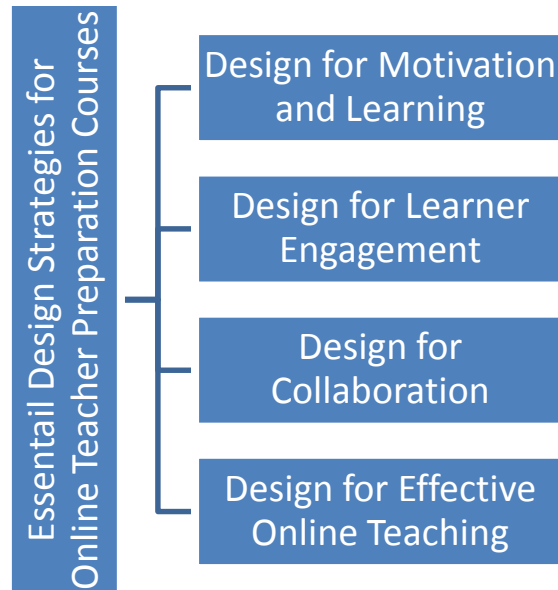 Essentail Design Strategies for
Online Teacher Preparation Courses
Design for Motivation
and Learning
Design for Learner
Engagement
Design for
Collaboration
Design for Effective
Online Teaching